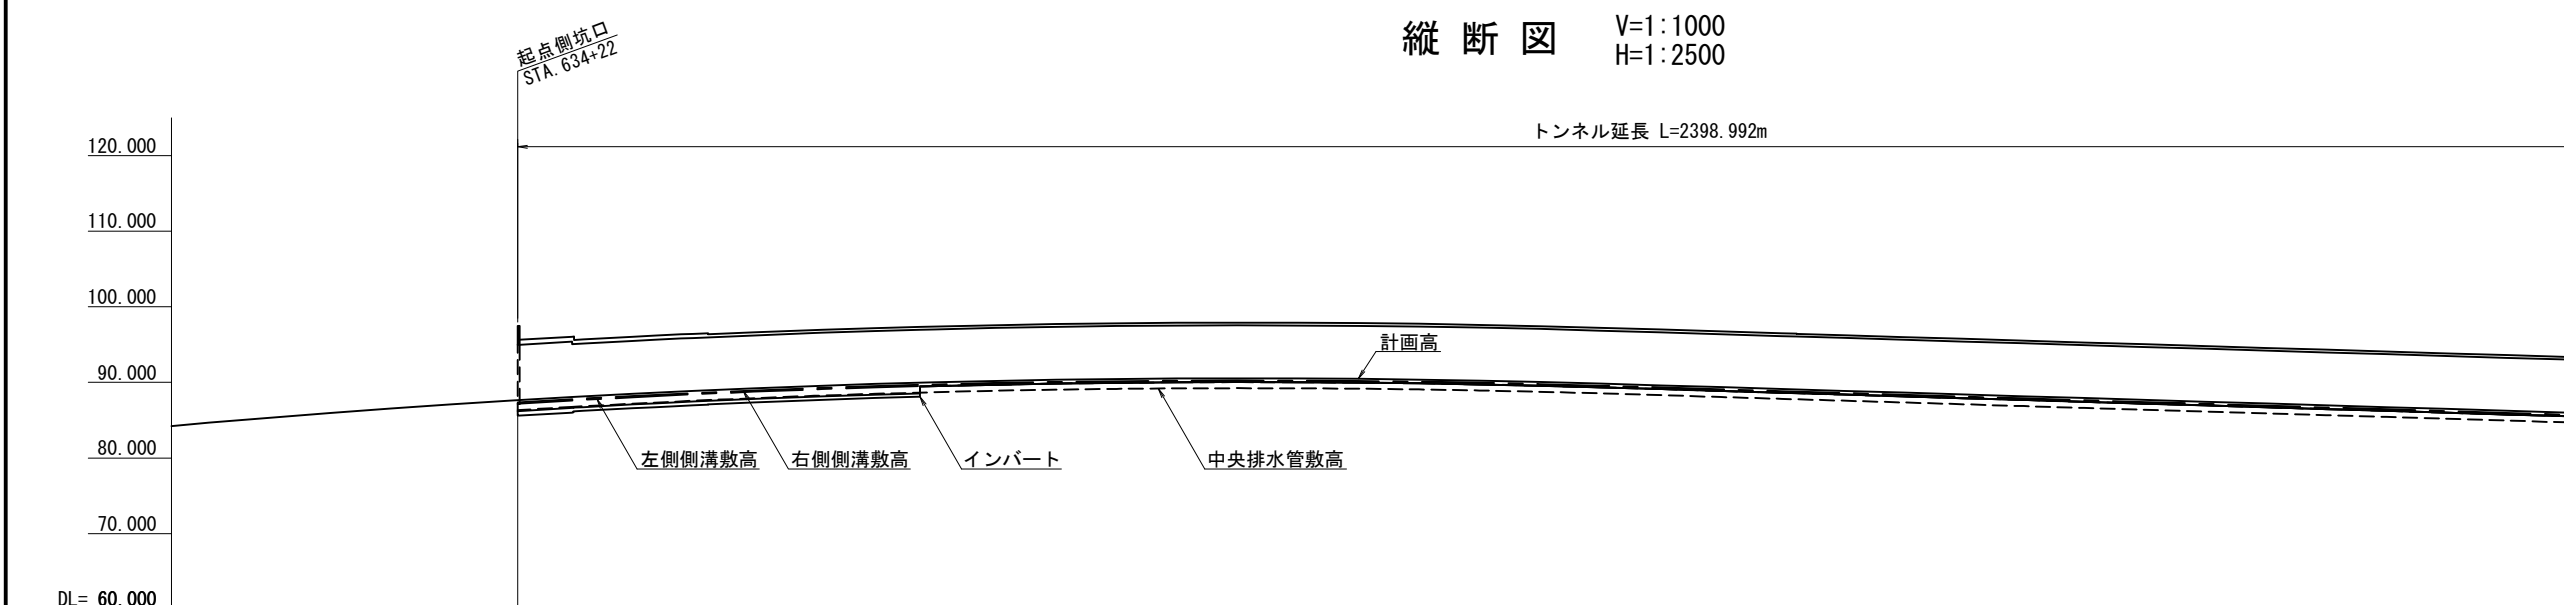 縦断図
V=1:1000
H=1:2500
起点側坑口
STA. 634+22
トンネル延長 L=2398.992m
120.000
110.000
100.000
90.000
80.000
70.000
DL= 60.000
計画高
左側側溝敷高
右側側溝敷高
インバート
中央排水管敷高